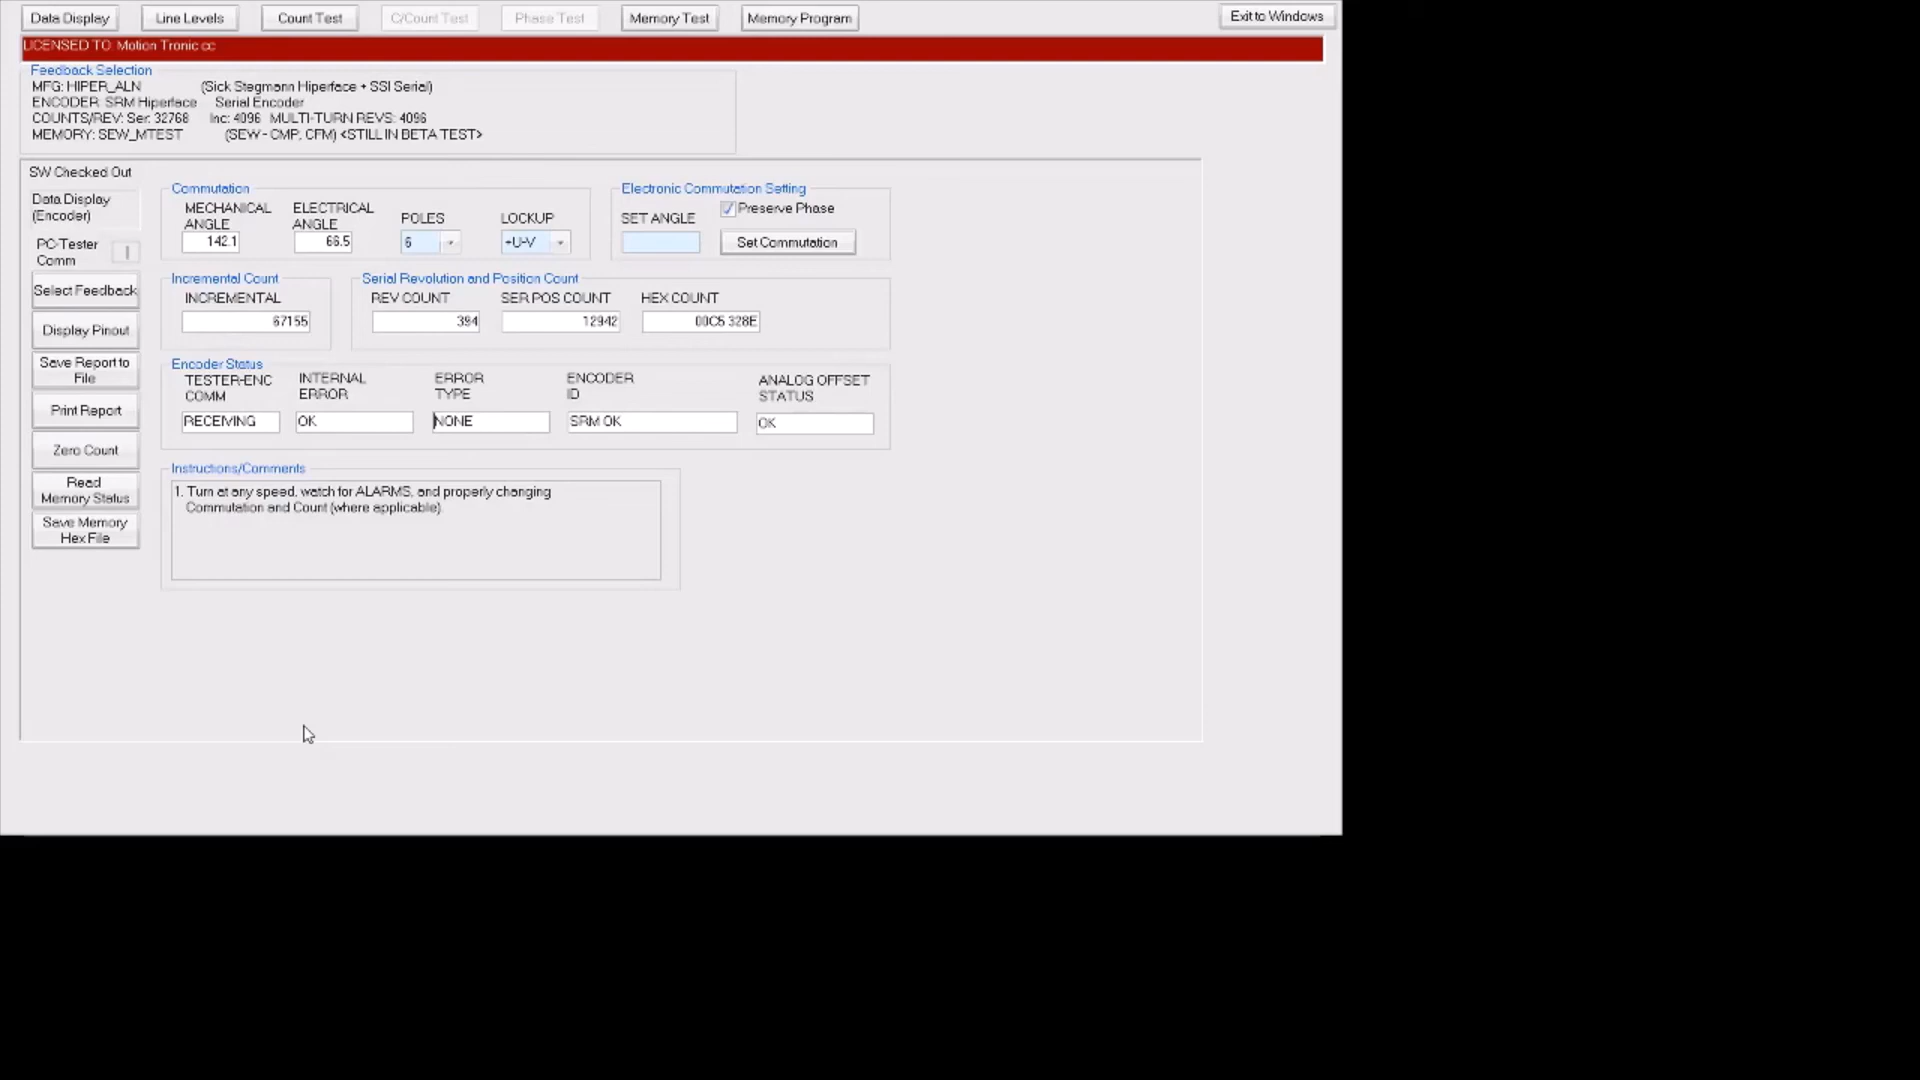 Data Display
Line Levels
Count Test
C/Count Test
Phase Test
Memory Test
Memory Program
Exit to Windows
LICENSED TO: Motion Tronic cc
Feedback Selection
MFG: HIPER_ALN (Sick Stegmann Hiperface + SSI Serial)
ENCODER: SRM Hiperface Serial Encoder
COUNTS/REV: Ser: 32768 Inc: 4096 MULTI-TURN REVS: 4096
MEMORY: SEW_MTEST (SEW - CMP, CFM) <STILL IN BETA TEST>
SW Checked Out
Data Display
(Encoder)
PC-Tester
Comm
Select Feedback
Display Pinout
Save Report to
File
Print Report
Zero Count
Read
Memory Status
Save Memory
Hex File
Commutation
MECHANICAL
ANGLE
142.1
ELECTRICAL
ANGLE
66.5
POLES
6
LOCKUP
+U-V
Electronic Commutation Setting
SET ANGLE
Preserve Phase
Set Commutation
Incremental Count
INCREMENTAL
67155
Serial Revolution and Position Count
REV COUNT
394
SER POS COUNT
12942
HEX COUNT
00C5 328E
Encoder Status
TESTER-ENC
COMM
RECEIVING
INTERNAL
ERROR
OK
ERROR
TYPE
NONE
ENCODER
ID
SRM OK
ANALOG OFFSET
STATUS
OK
Instructions/Comments
1. Turn at any speed, watch for ALARMS, and properly changing
Commutation and Count (where applicable).